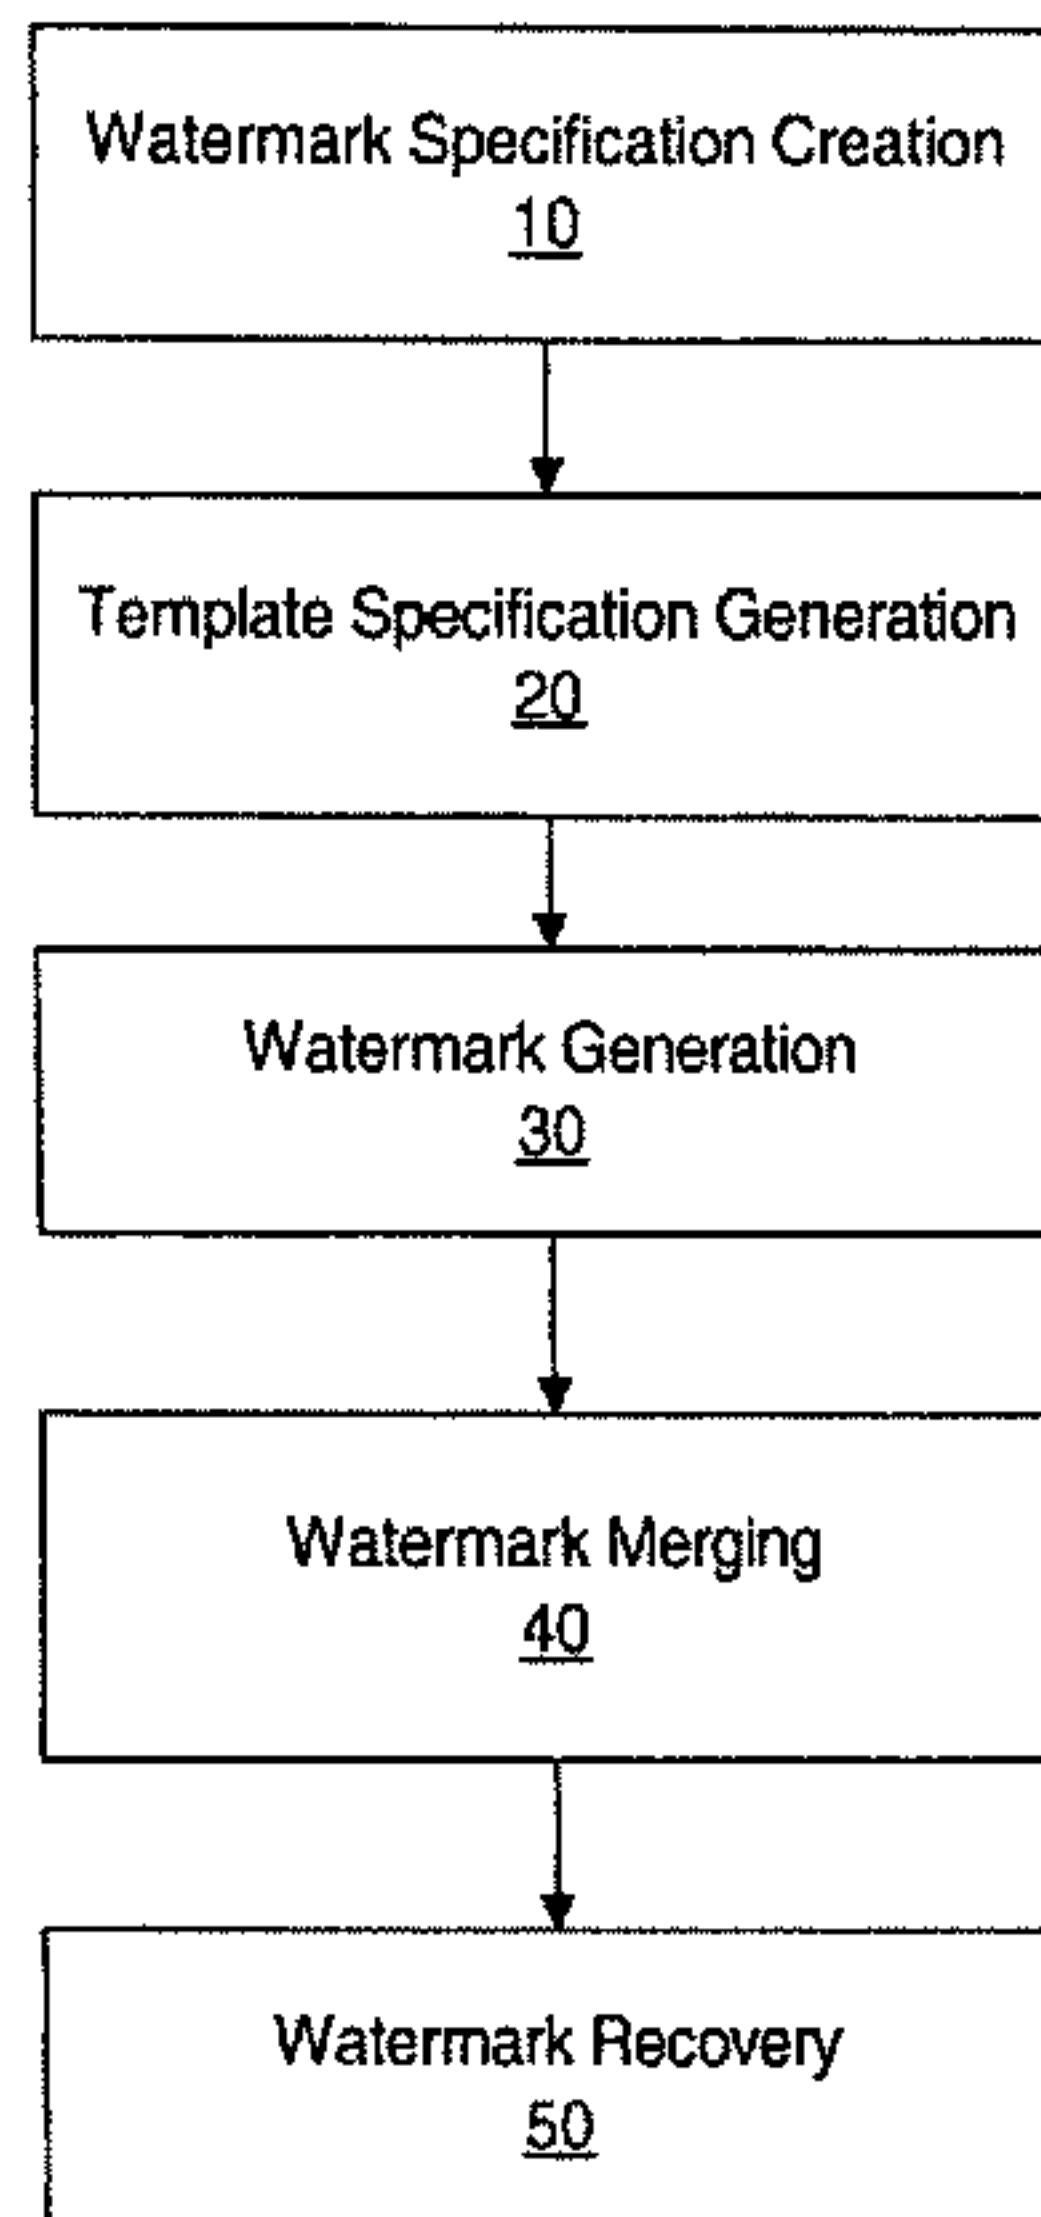 Watermark Specification Creation
10
Template Specification Generation
20
Watermark Generation
30
Watermark Merging
40
Watermark Recovery
50